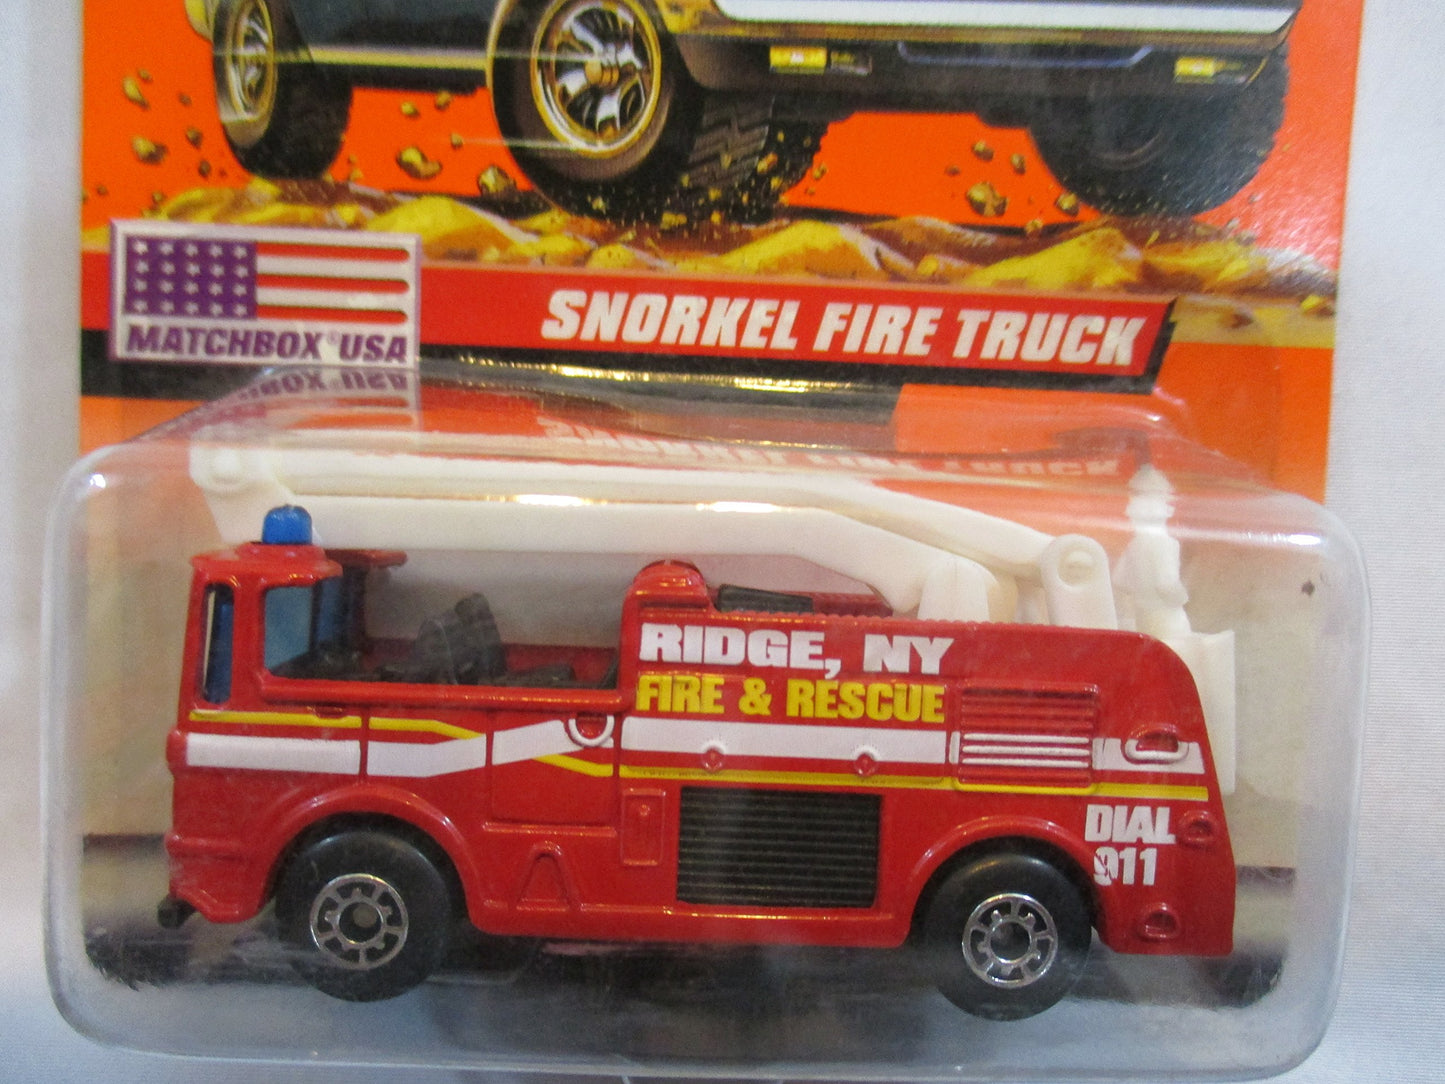 MATCHBOX® USA
SNORKEL FIRE TRUCK
RIDGE, NY
FIRE & RESCUE
DIAL
911